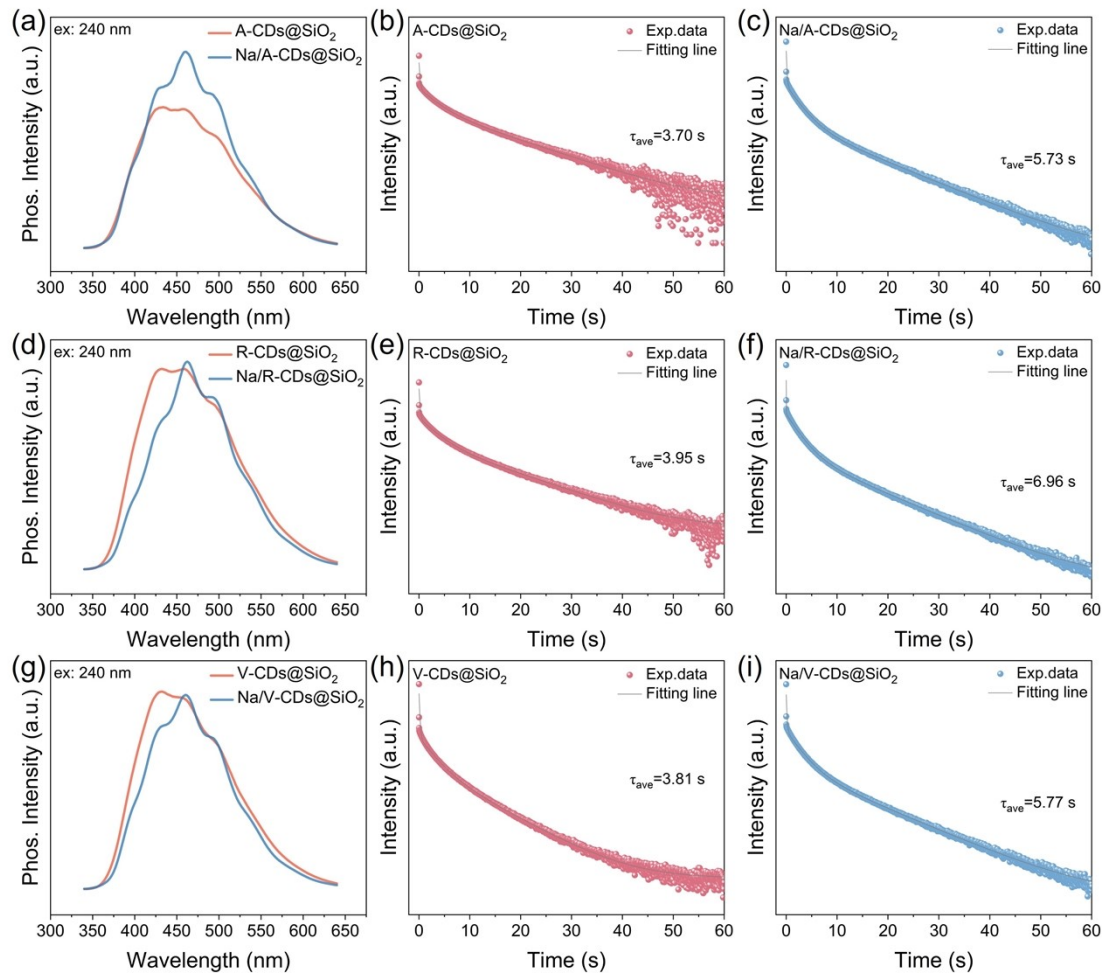 (a)
ex: 240 nm
A-CDs@SiO₂
Na/A-CDs@SiO₂
Phos. Intensity (a.u.)
300 350 400 450 500 550 600 650
Wavelength (nm)
(b)
A-CDs@SiO₂
Exp.data
Fitting line
τave=3.70 s
Intensity (a.u.)
0 10 20 30 40 50 60
Time (s)
(c)
Na/A-CDs@SiO₂
Exp.data
Fitting line
τave=5.73 s
Intensity (a.u.)
0 10 20 30 40 50 60
Time (s)
(d)
ex: 240 nm
R-CDs@SiO₂
Na/R-CDs@SiO₂
Phos. Intensity (a.u.)
300 350 400 450 500 550 600 650
Wavelength (nm)
(e)
R-CDs@SiO₂
Exp.data
Fitting line
τave=3.95 s
Intensity (a.u.)
0 10 20 30 40 50 60
Time (s)
(f)
Na/R-CDs@SiO₂
Exp.data
Fitting line
τave=6.96 s
Intensity (a.u.)
0 10 20 30 40 50 60
Time (s)
(g)
ex: 240 nm
V-CDs@SiO₂
Na/V-CDs@SiO₂
Phos. Intensity (a.u.)
300 350 400 450 500 550 600 650
Wavelength (nm)
(h)
V-CDs@SiO₂
Exp.data
Fitting line
τave=3.81 s
Intensity (a.u.)
0 10 20 30 40 50 60
Time (s)
(i)
Na/V-CDs@SiO₂
Exp.data
Fitting line
τave=5.77 s
Intensity (a.u.)
0 10 20 30 40 50 60
Time (s)